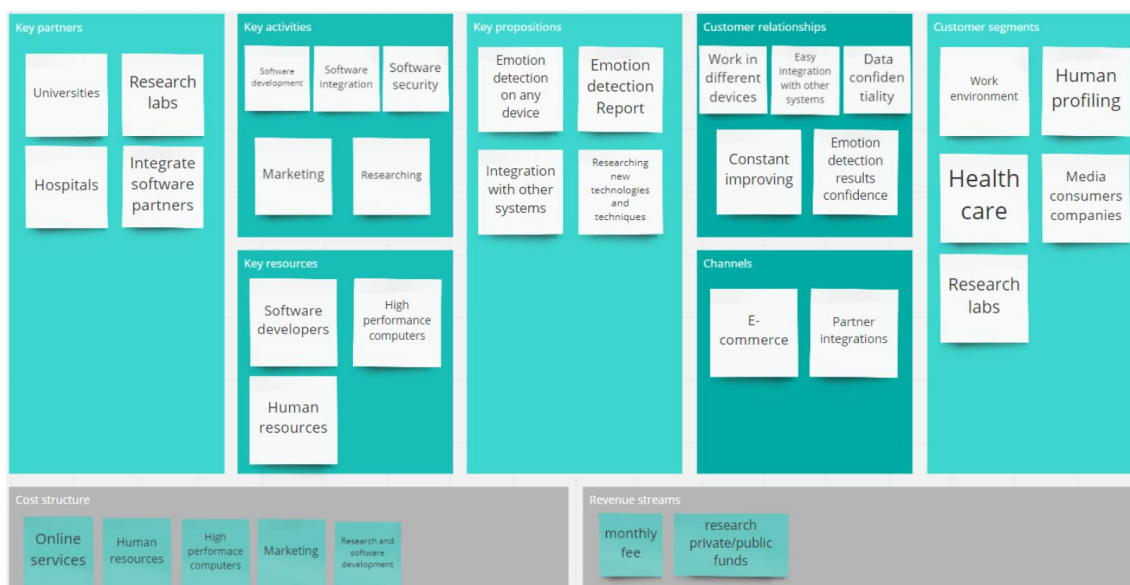 Key partners
Universities
Research
labs
Hospitals
Integrate
software
partners
Key activities
Software
development
Software
integration
Software
security
Marketing
Researching
Key resources
Software
developers
High
performance
computers
Human
resources
Key propositions
Emotion
detection
on any
device
Emotion
detection
Report
Integration
with other
systems
Researching
new
technologies
and
techniques
Customer relationships
Work in
different
devices
Easy
integration
with other
systems
Data
confiden
tiality
Constant
improving
Emotion
detection
results
confidence
Channels
E-
commerce
Partner
integrations
Customer segments
Work
environment
Human
profiling
Health
care
Media
consumers
companies
Research
labs
Cost structure
Online
services
Human
resources
High
performace
computers
Marketing
Research and
software
development
Revenue streams
monthly
fee
research
private/public
funds